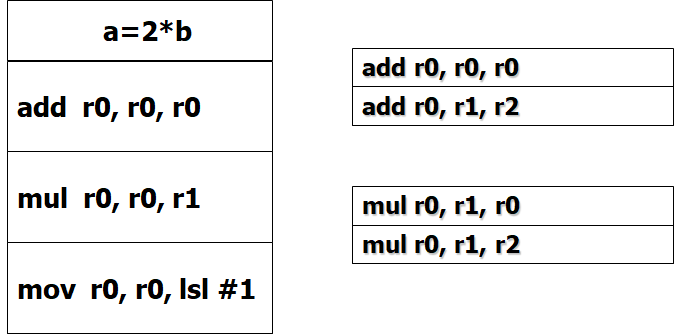 a=2*b
add r0, r0, r0
mul r0, r0, r1
mov r0, r0, lsl #1
add r0, r0, r0
add r0, r1, r2
mul r0, r1, r0
mul r0, r1, r2